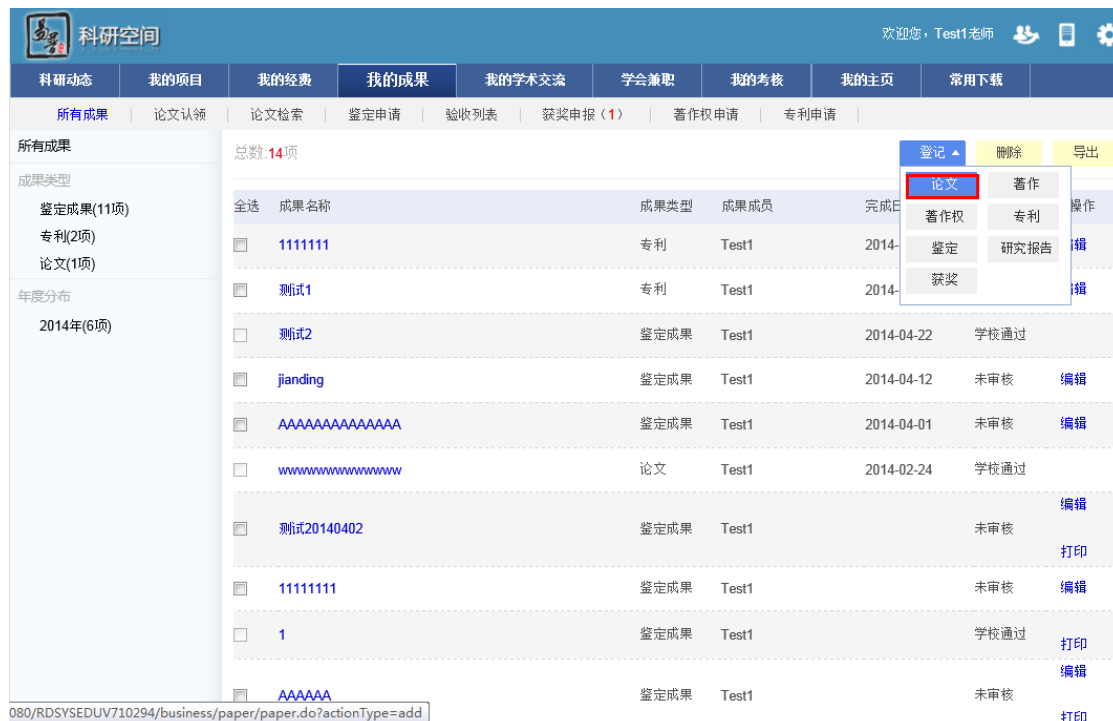 易普 科研空间 欢迎您，Test1老师
科研动态 我的项目 我的经费 我的成果 我的学术交流 学会兼职 我的考核 我的主页 常用下载
所有成果 论文认领 论文检索 鉴定申请 验收列表 获奖申报（1） 著作权申请 专利申请
所有成果
成果类型
鉴定成果(11项)
专利(2项)
论文(1项)
年度分布
2014年(6项)
总数:14项 登记 删除 导出
论文 著作
著作权 专利
鉴定 研究报告
获奖
全选 成果名称 成果类型 成果成员 完成日 操作
1111111 专利 Test1 2014- 编辑
测试1 专利 Test1 2014- 编辑
测试2 鉴定成果 Test1 2014-04-22 学校通过
jianding 鉴定成果 Test1 2014-04-12 未审核 编辑
AAAAAAAAAAAAAA 鉴定成果 Test1 2014-04-01 未审核 编辑
wwwwwwwwwwwwww 论文 Test1 2014-02-24 学校通过
测试20140402 鉴定成果 Test1 未审核 编辑 打印
11111111 鉴定成果 Test1 未审核 编辑
1 鉴定成果 Test1 学校通过 打印
AAAAAA 鉴定成果 Test1 未审核 编辑 打印
080/RDSYSEDUV710294/business/paper/paper.do?actionType=add